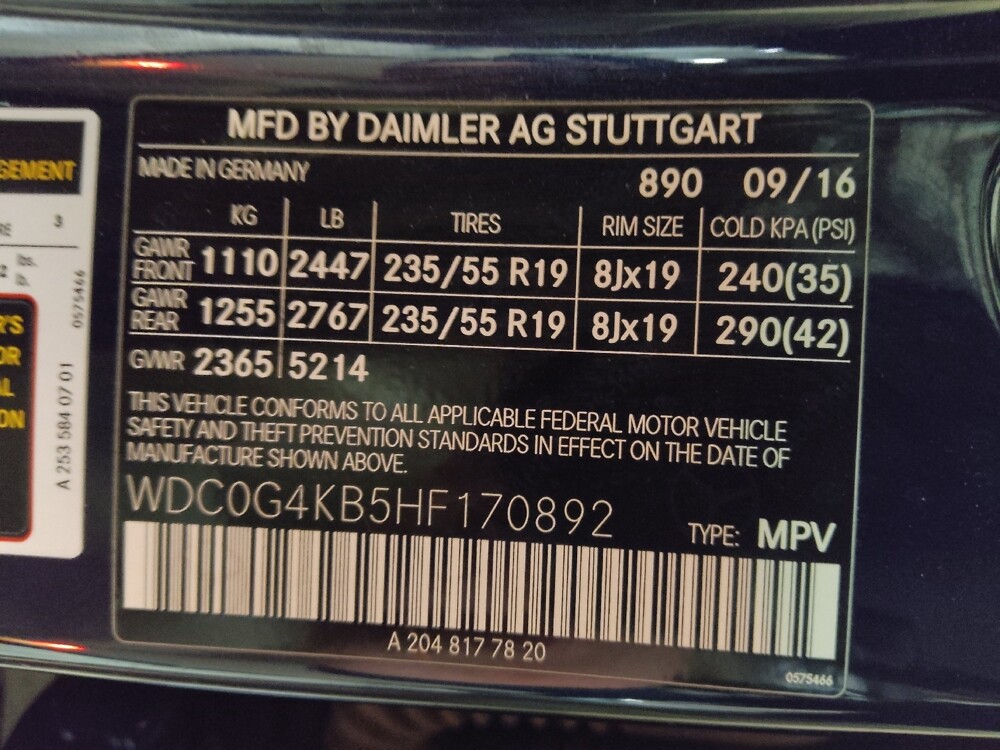 GEMENT
3
lbs.
lb.
0575466
A 253 584 07 01
MFD BY DAIMLER AG STUTTGART
MADE IN GERMANY
890 09/16
KG LB TIRES RIM SIZE COLD KPA (PSI)
GAWR FRONT 1110 2447 235/55 R19 8Jx19 240(35)
GAWR REAR 1255 2767 235/55 R19 8Jx19 290(42)
GVWR 2365 5214
THIS VEHICLE CONFORMS TO ALL APPLICABLE FEDERAL MOTOR VEHICLE
SAFETY AND THEFT PREVENTION STANDARDS IN EFFECT ON THE DATE OF
MANUFACTURE SHOWN ABOVE.
WDC0G4KB5HF170892
TYPE: MPV
A 204 817 78 20
0575466